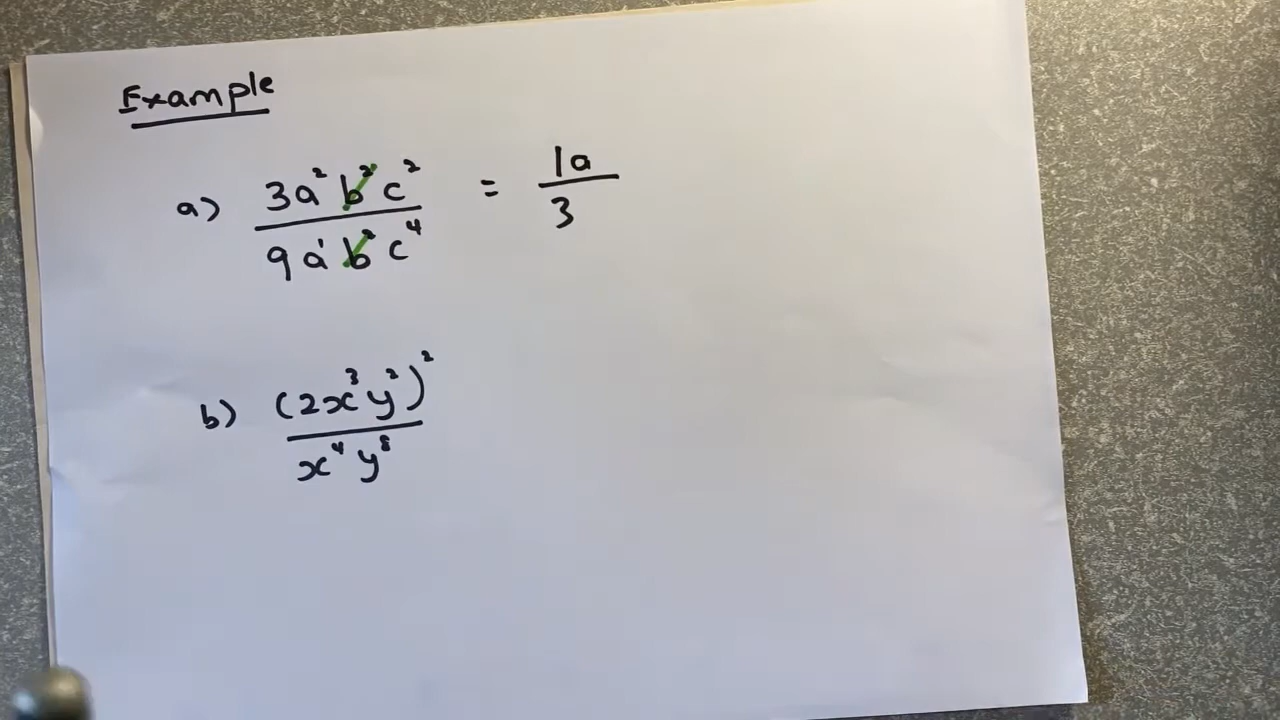 Example
a) 3a²b²c² / 9a¹b²c⁴ = 1a / 3
b) (2x³y²)² / x⁴y⁸